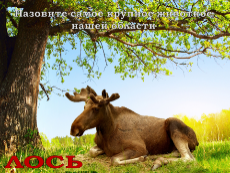 Назовите самое крупное животное
нашей области
ЛОСЬ